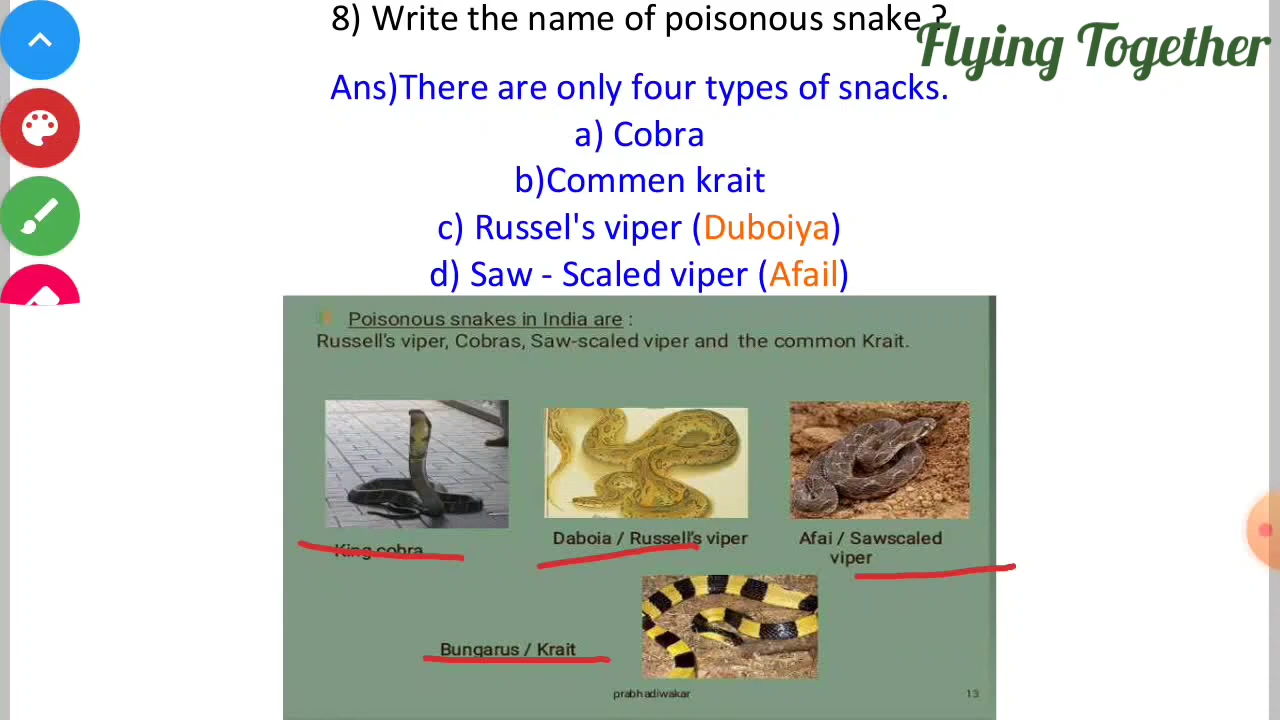 8) Write the name of poisonous snake ?
Flying Together
Ans)There are only four types of snacks.
a) Cobra
b)Commen krait
c) Russel's viper (Duboiya)
d) Saw - Scaled viper (Afail)
Poisonous snakes in India are :
Russell's viper, Cobras, Saw-scaled viper and the common Krait.
King cobra
Daboia / Russell's viper
Afai / Sawscaled
viper
Bungarus / Krait
prabhadiwakar
13